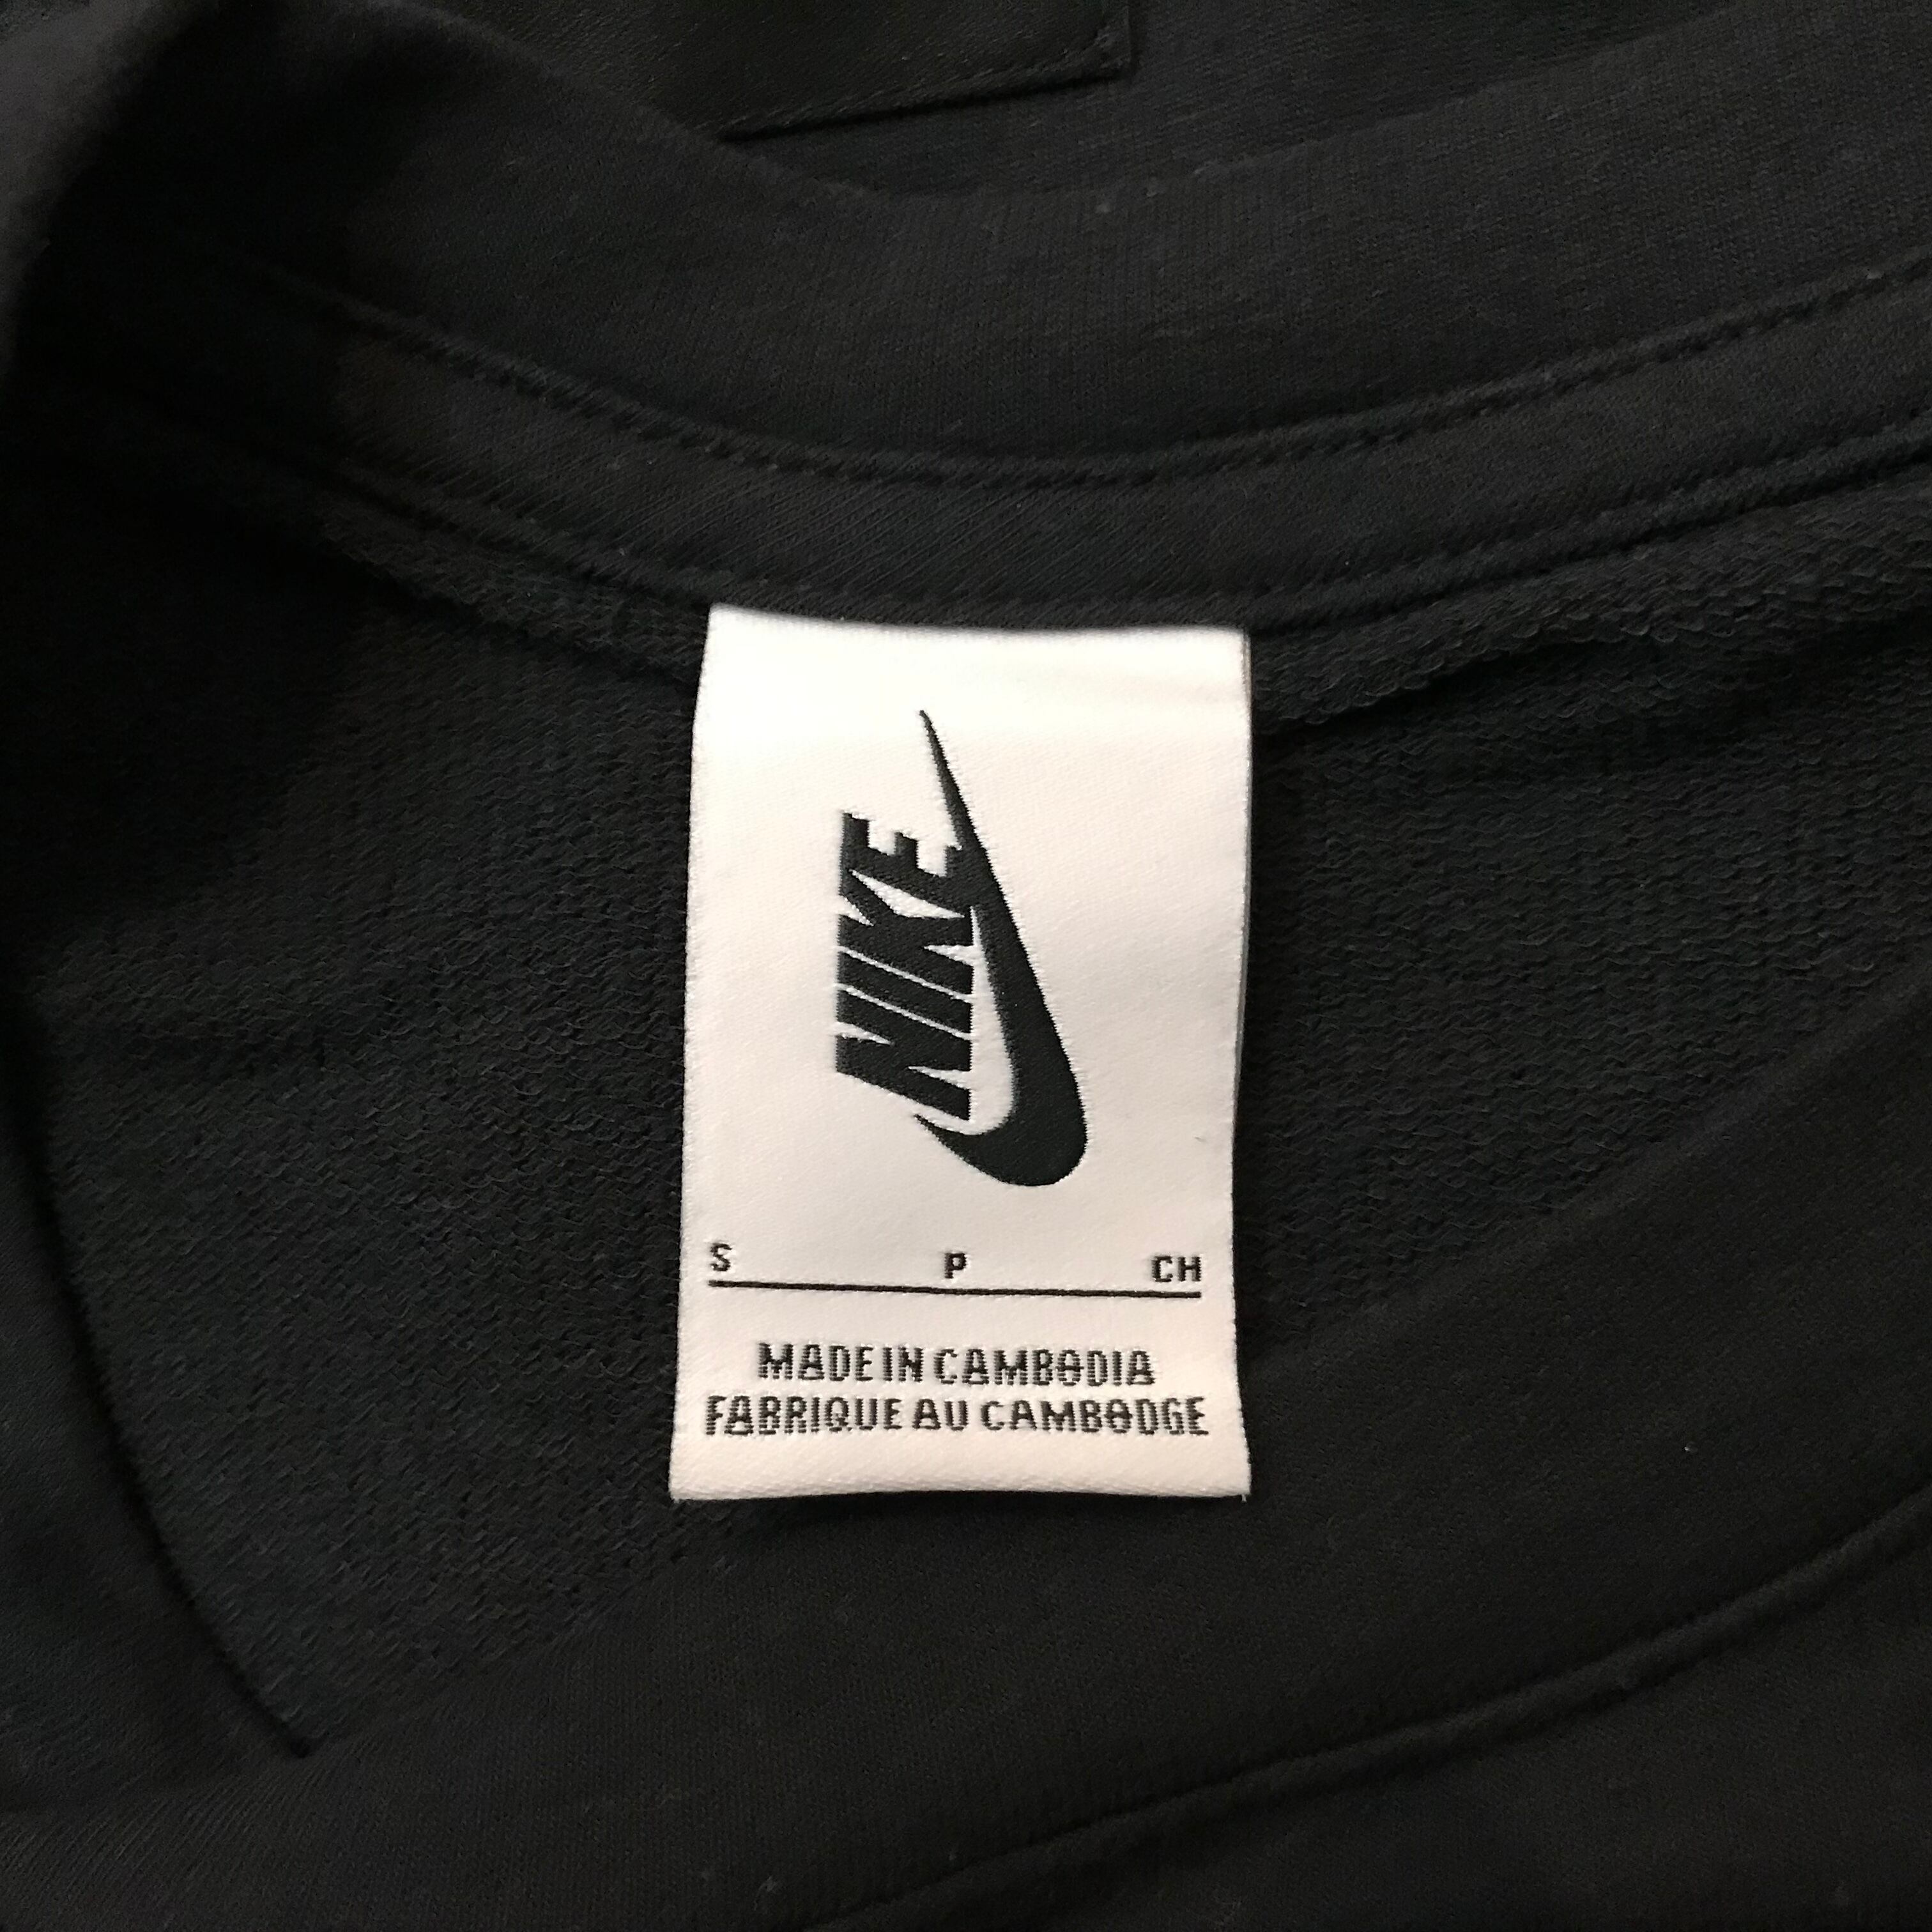 NIKE
S P CH
MADE IN CAMBODIA
FABRIQUE AU CAMBODGE